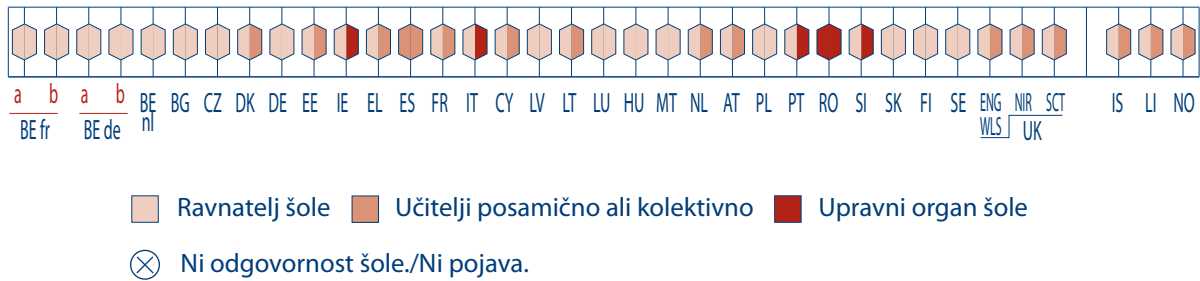 a b a b BE BG CZ DK DE EE IE EL ES FR IT CY LV LT LU HU MT NL AT PL PT RO SI SK FI SE ENG NIR SCT IS LI NO
BE fr BE de nl WLS UK
Ravnatelj šole Učitelji posamično ali kolektivno Upravni organ šole
Ni odgovornost šole./Ni pojava.